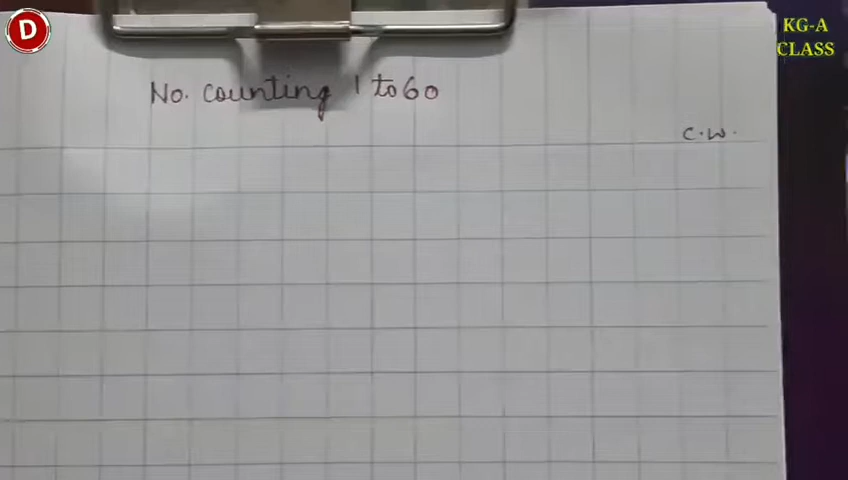 D
KG-A
CLASS
No. counting 1 to 60
C.W.